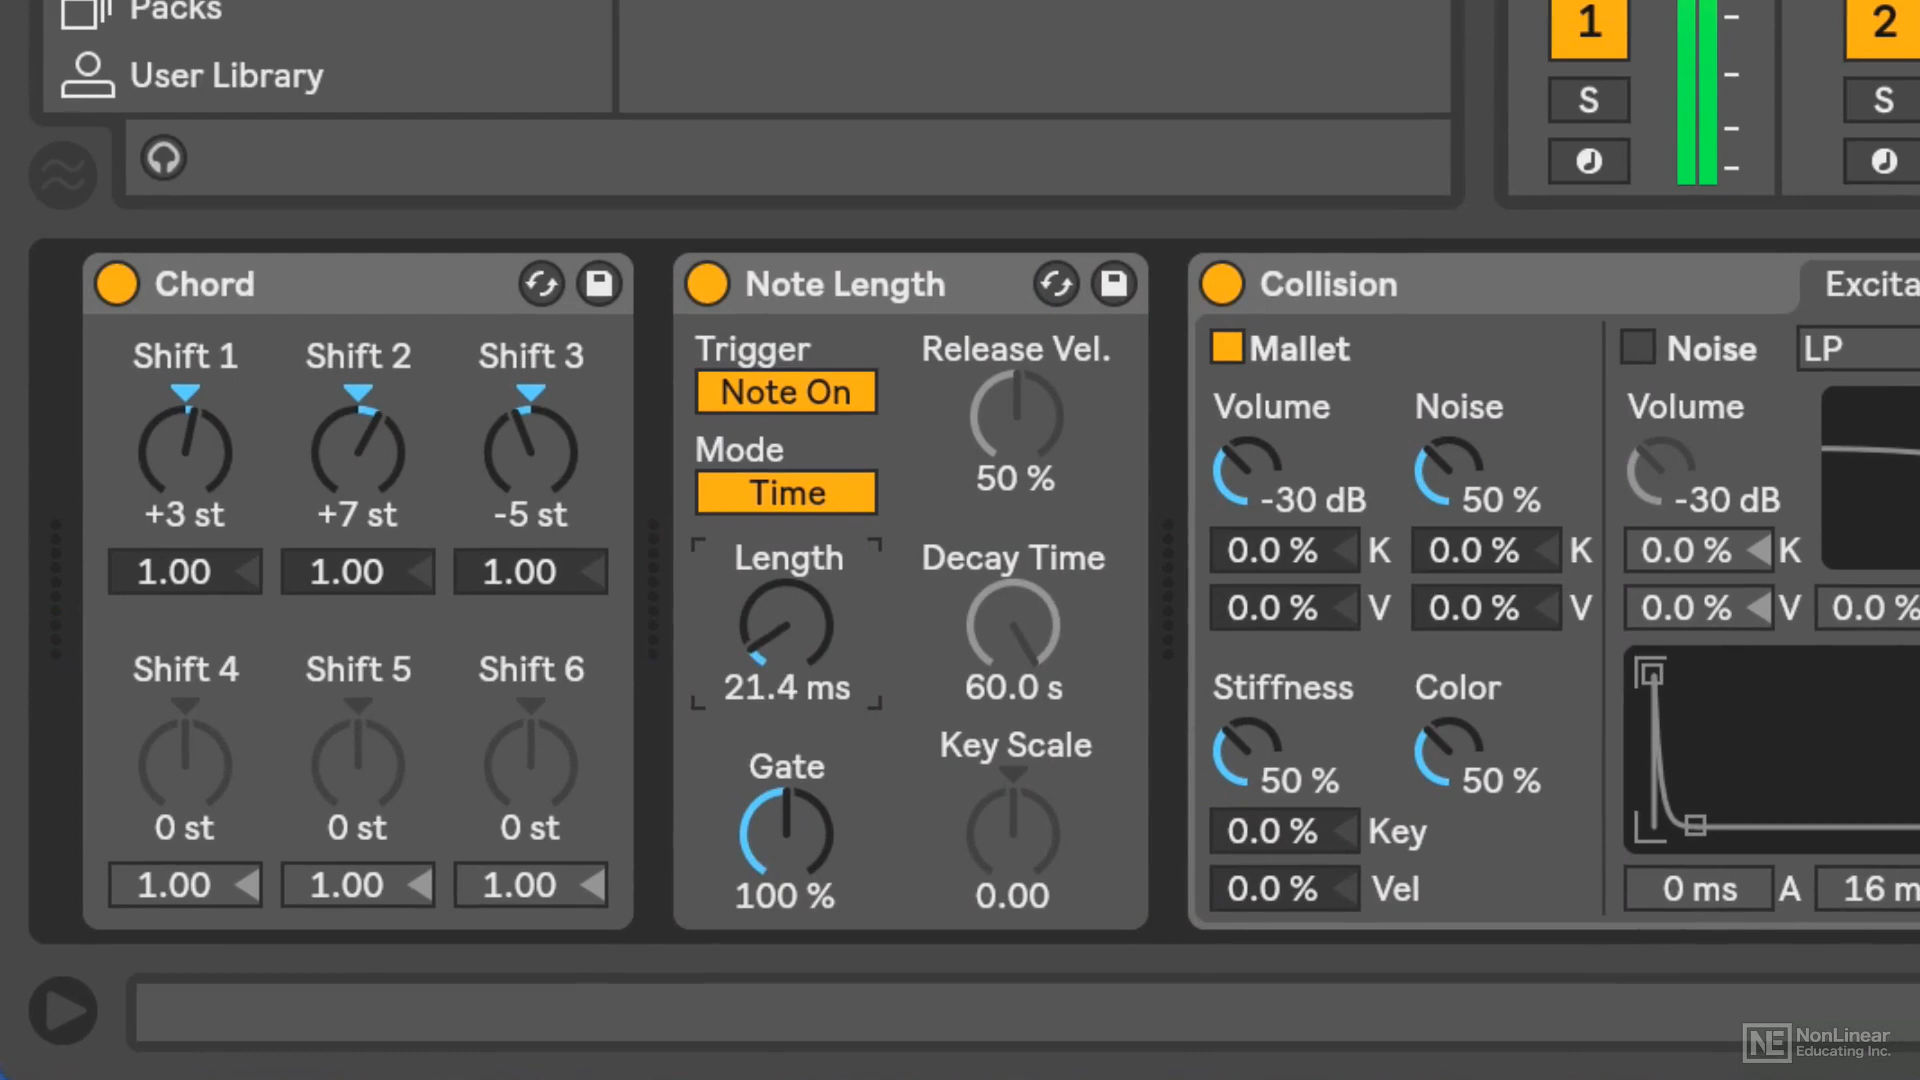 Packs
User Library
1
2
S
S
Chord
Shift 1
Shift 2
Shift 3
+3 st
+7 st
-5 st
1.00
1.00
1.00
Shift 4
Shift 5
Shift 6
0 st
0 st
0 st
1.00
1.00
1.00
Note Length
Trigger
Note On
Mode
Time
Length
21.4 ms
Gate
100 %
Release Vel.
50 %
Decay Time
60.0 s
Key Scale
0.00
Collision
Excita
Mallet
Volume
Noise
-30 dB
50 %
0.0 % K
0.0 % K
0.0 % V
0.0 % V
Stiffness
Color
50 %
50 %
0.0 % Key
0.0 % Vel
Noise
LP
Volume
-30 dB
0.0 % K
0.0 % V
0.0 %
0 ms A
16 m
NE NonLinear
Educating Inc.